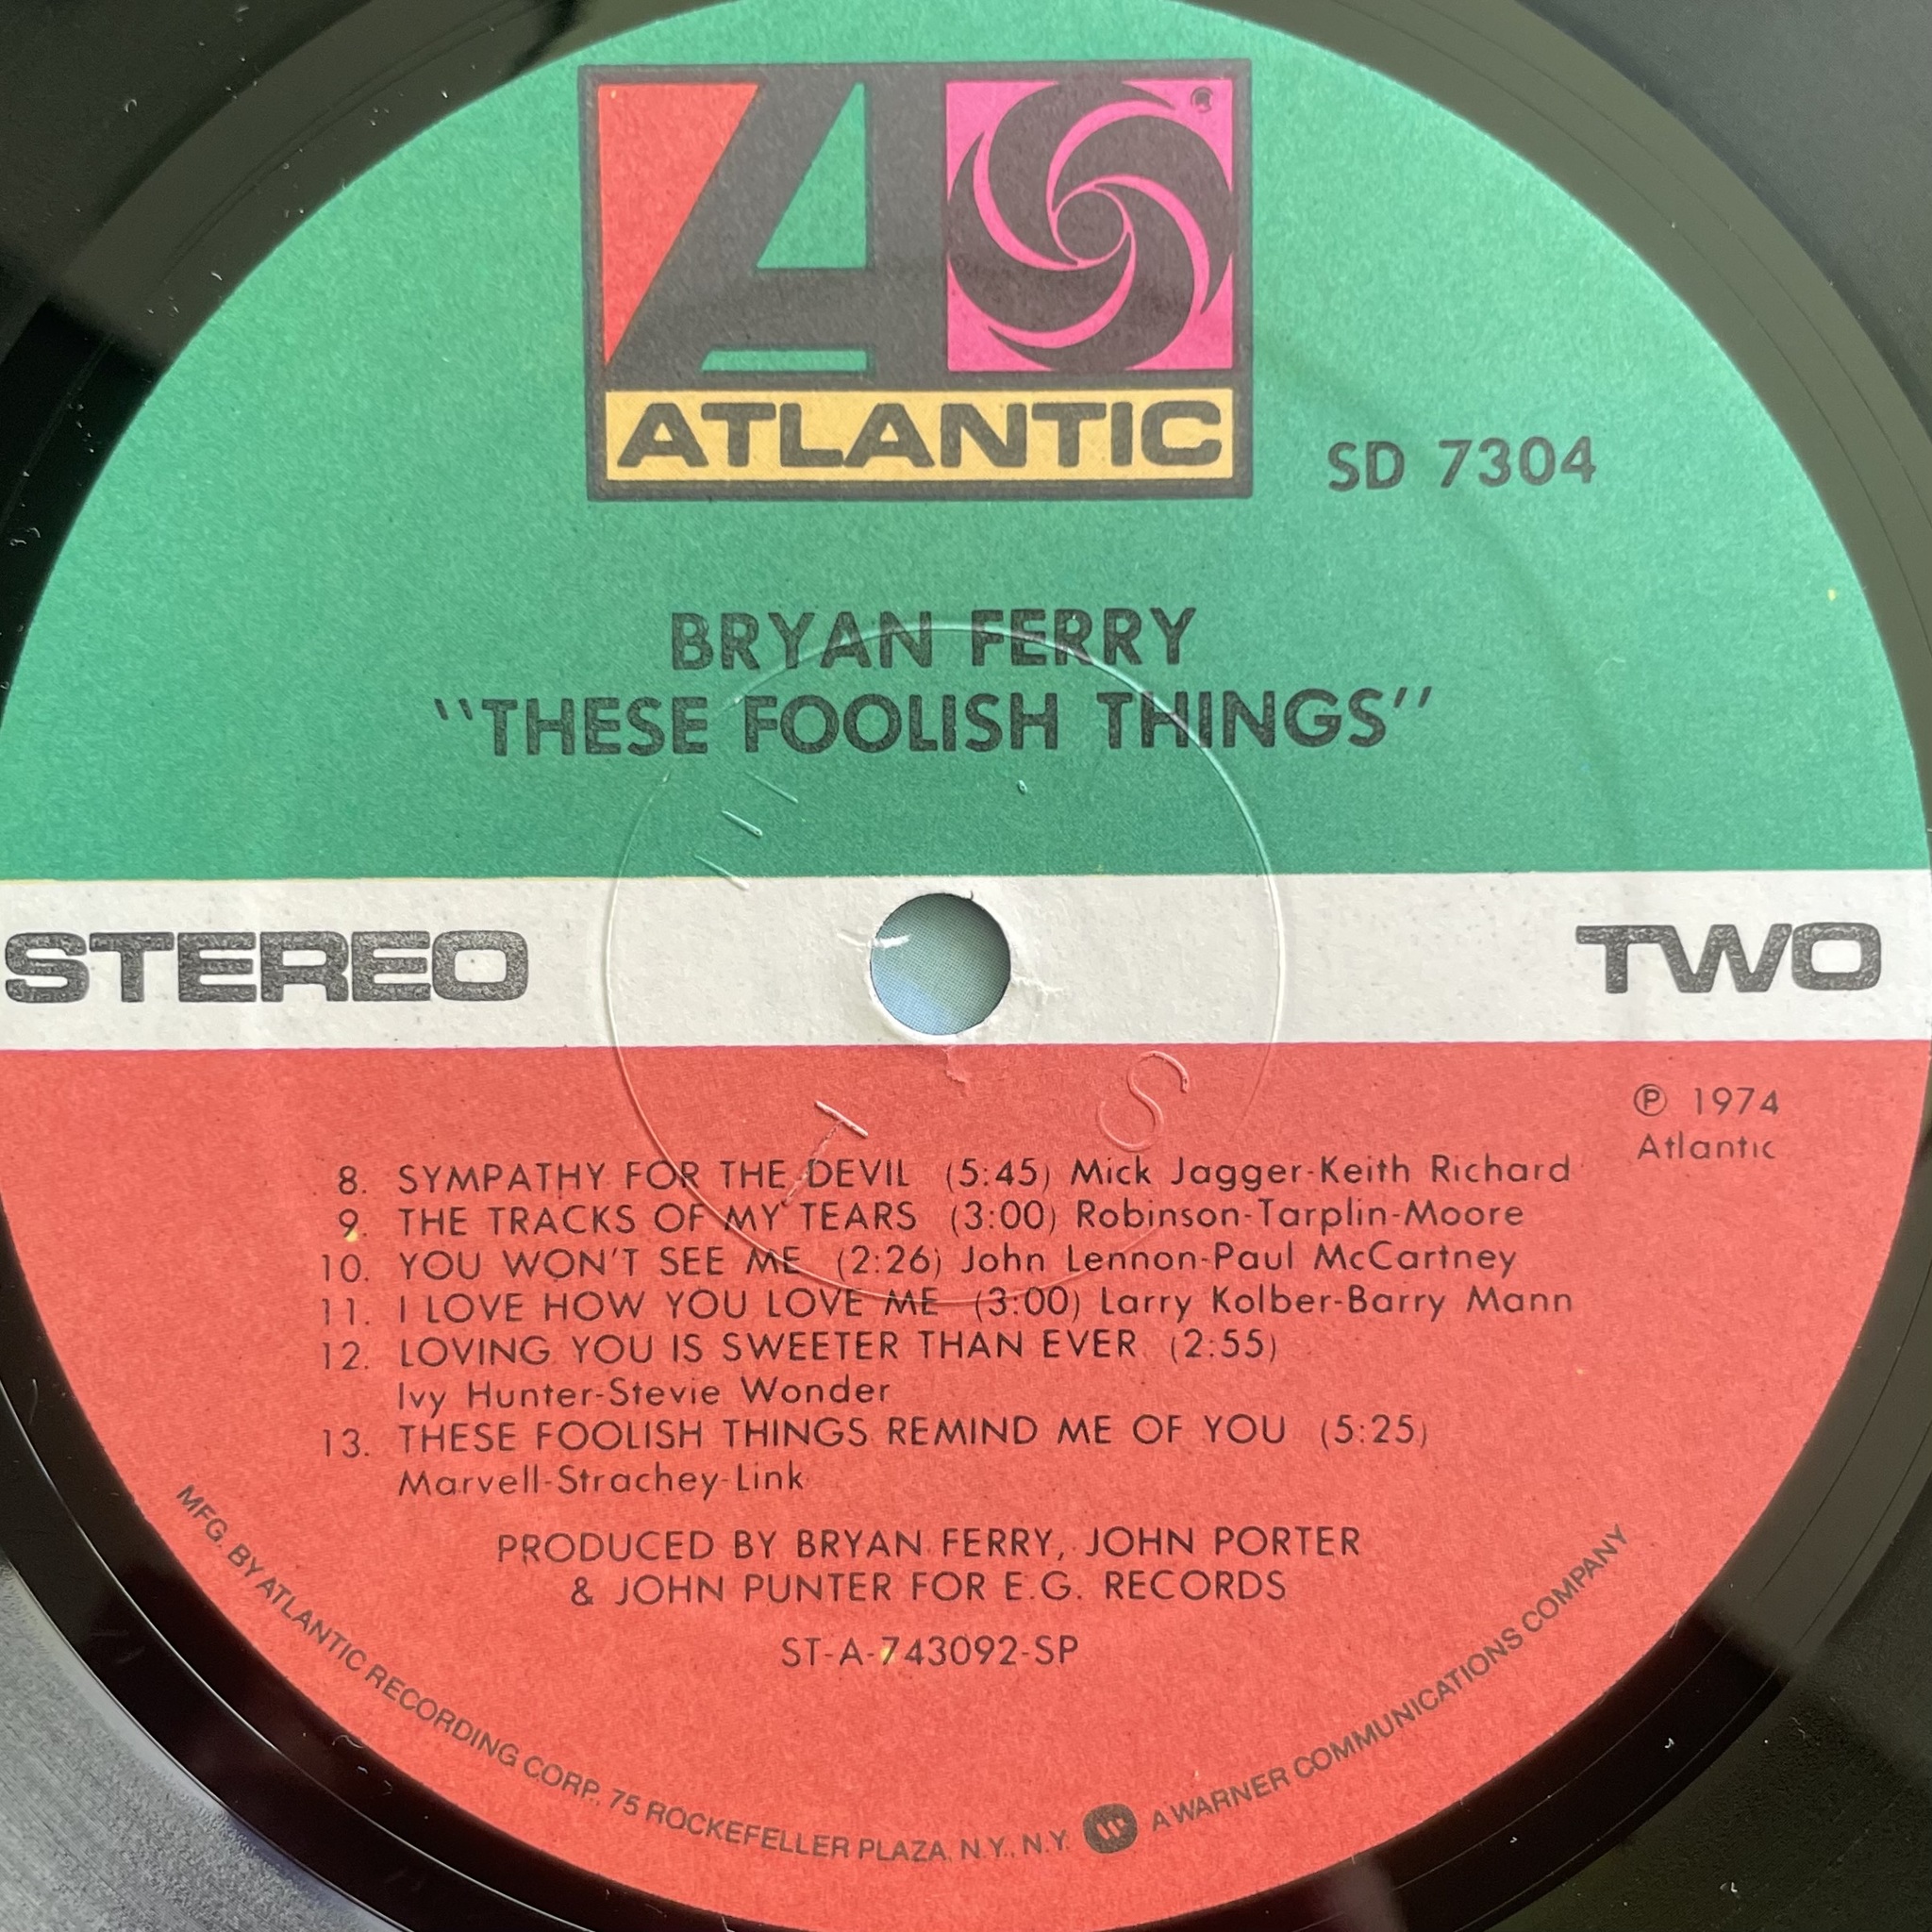 ATLANTIC
SD 7304
BRYAN FERRY
"THESE FOOLISH THINGS"
STEREO
TWO
℗ 1974
Atlantic
8. SYMPATHY FOR THE DEVIL (5:45) Mick Jagger-Keith Richard
9. THE TRACKS OF MY TEARS (3:00) Robinson-Tarplin-Moore
10. YOU WON'T SEE ME (2:26) John Lennon-Paul McCartney
11. I LOVE HOW YOU LOVE ME (3:00) Larry Kolber-Barry Mann
12. LOVING YOU IS SWEETER THAN EVER (2:55)
Ivy Hunter-Stevie Wonder
13. THESE FOOLISH THINGS REMIND ME OF YOU (5:25)
Marvell-Strachey-Link
PRODUCED BY BRYAN FERRY, JOHN PORTER
& JOHN PUNTER FOR E.G. RECORDS
ST-A-743092-SP
MFG. BY ATLANTIC RECORDING CORP., 75 ROCKEFELLER PLAZA, N.Y., N.Y. A WARNER COMMUNICATIONS COMPANY